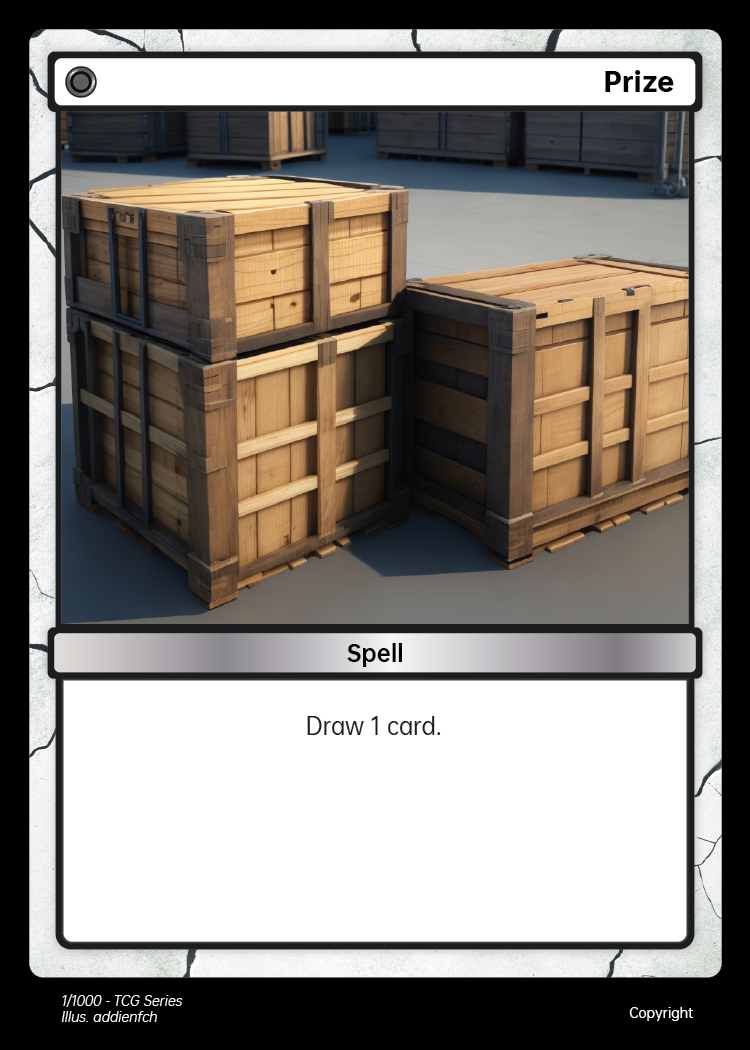 Prize
Spell
Draw 1 card.
1/1000 - TCG Series
Illus. addienfch
Copyright